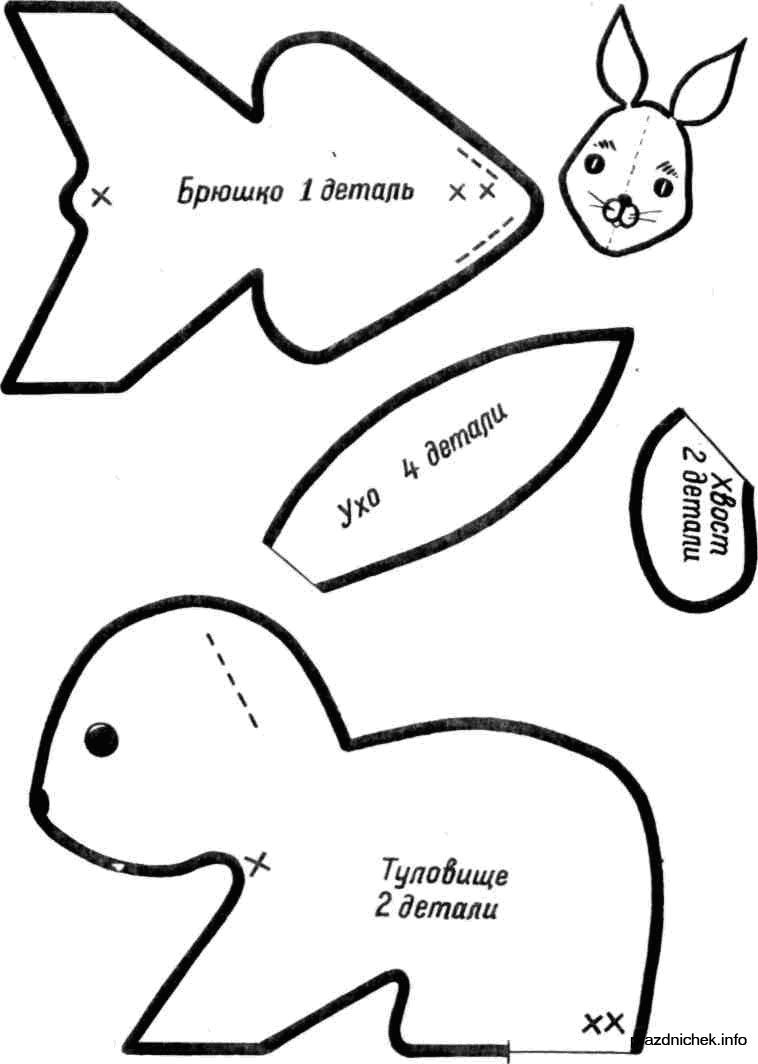 Брюшко 1 деталь
Ухо 4 детали
Хвост
2 детали
Туловище
2 детали
prazdnichek.info